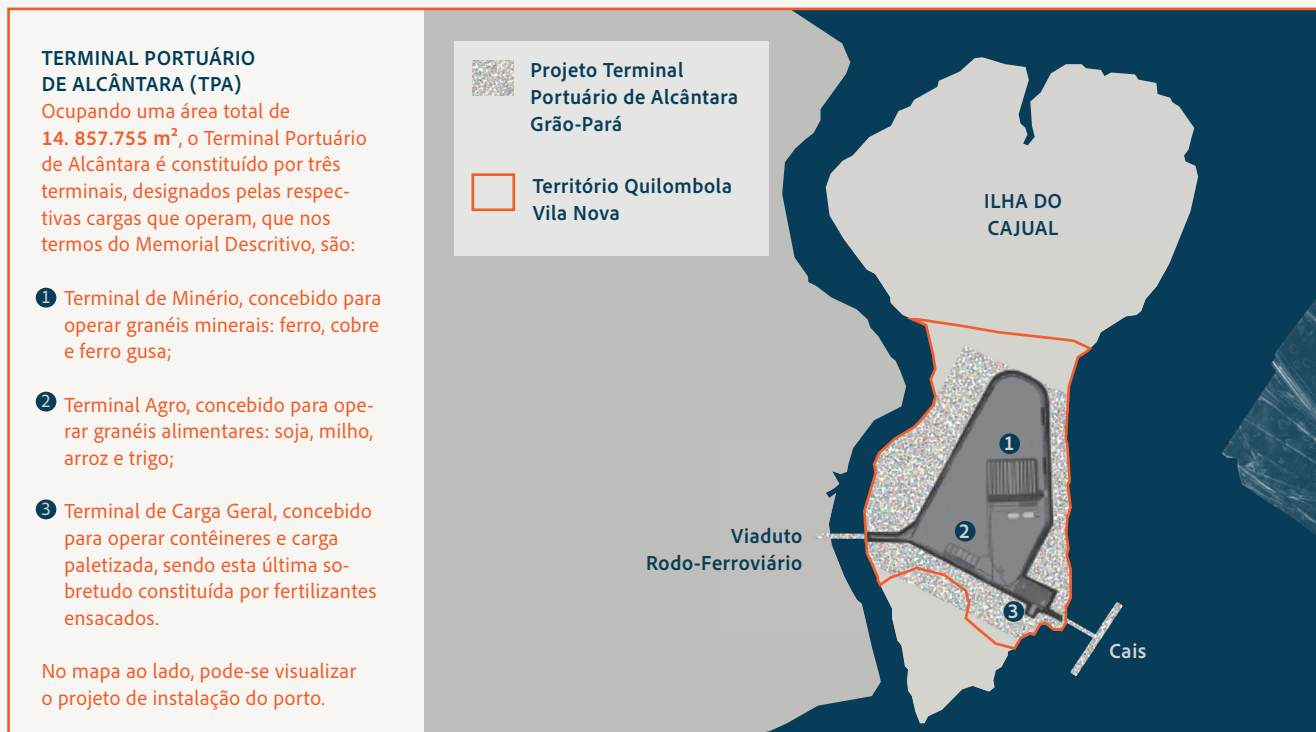 TERMINAL PORTUÁRIO
DE ALCÂNTARA (TPA)
Ocupando uma área total de
14. 857.755 m², o Terminal Portuário
de Alcântara é constituído por três
terminais, designados pelas respec-
tivas cargas que operam, que nos
termos do Memorial Descritivo, são:
1 Terminal de Minério, concebido para
operar granéis minerais: ferro, cobre
e ferro gusa;
2 Terminal Agro, concebido para ope-
rar granéis alimentares: soja, milho,
arroz e trigo;
3 Terminal de Carga Geral, concebido
para operar contêineres e carga
paletizada, sendo esta última so-
bretudo constituída por fertilizantes
ensacados.
No mapa ao lado, pode-se visualizar
o projeto de instalação do porto.
Projeto Terminal
Portuário de Alcântara
Grão-Pará
Território Quilombola
Vila Nova
ILHA DO
CAJUAL
1
2
Viaduto
Rodo-Ferroviário
3
Cais